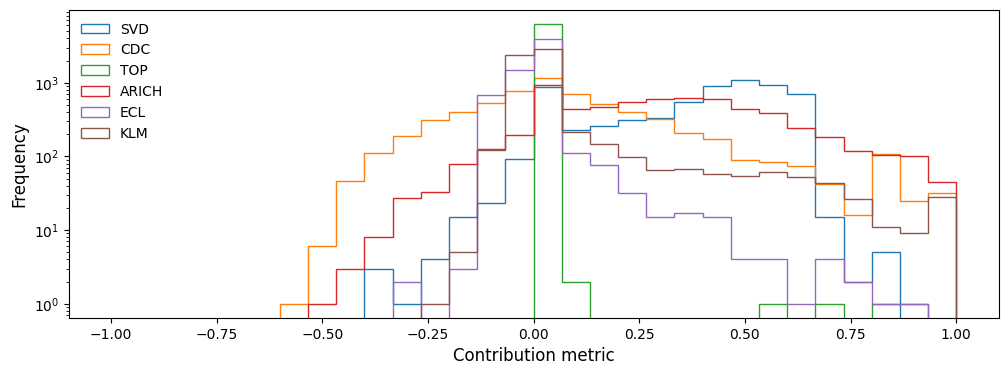 SVD
CDC
TOP
ARICH
ECL
KLM
Frequency
10³
10²
10¹
10⁰
−1.00 −0.75 −0.50 −0.25 0.00 0.25 0.50 0.75 1.00
Contribution metric